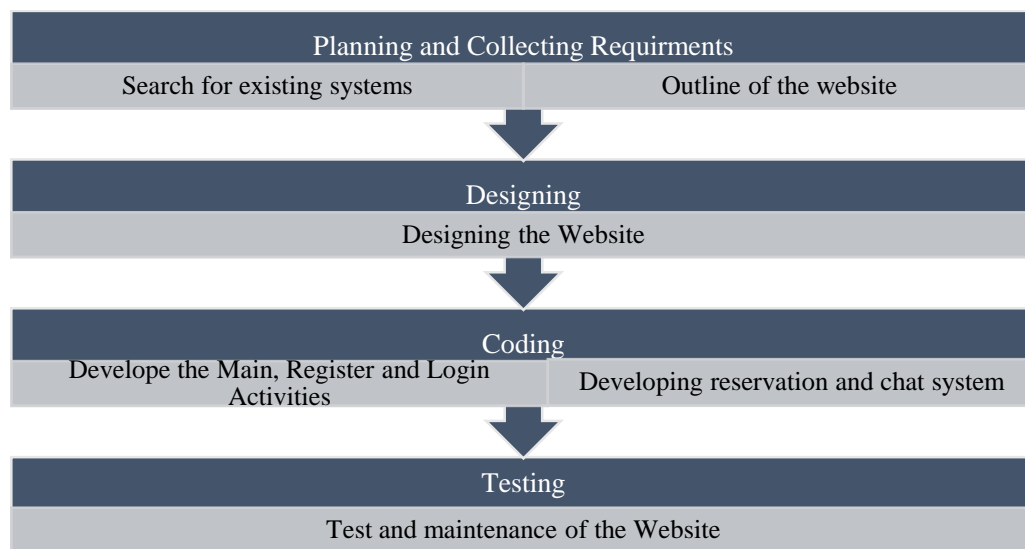 Planning and Collecting Requirments
Search for existing systems
Outline of the website
Designing
Designing the Website
Coding
Develope the Main, Register and Login
Activities
Developing reservation and chat system
Testing
Test and maintenance of the Website